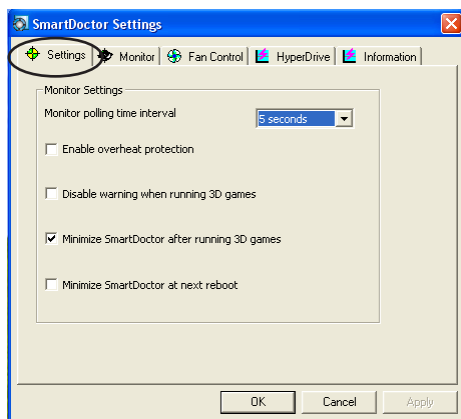 SmartDoctor Settings
Settings Monitor Fan Control HyperDrive Information
Monitor Settings
Monitor polling time interval 5 seconds
Enable overheat protection
Disable warning when running 3D games
Minimize SmartDoctor after running 3D games
Minimize SmartDoctor at next reboot
OK Cancel Apply